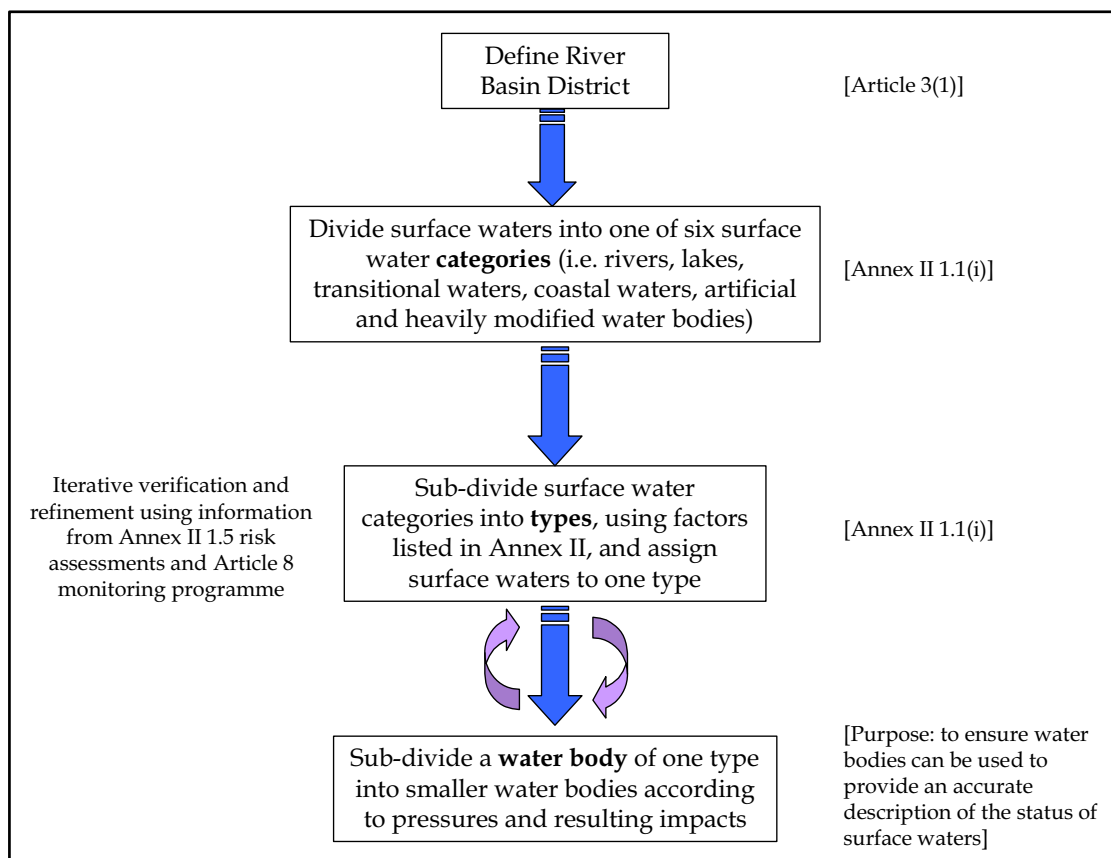 Define River
Basin District
[Article 3(1)]
Divide surface waters into one of six surface
water categories (i.e. rivers, lakes,
transitional waters, coastal waters, artificial
and heavily modified water bodies)
[Annex II 1.1(i)]
Iterative verification and
refinement using information
from Annex II 1.5 risk
assessments and Article 8
monitoring programme
Sub-divide surface water
categories into types, using factors
listed in Annex II, and assign
surface waters to one type
[Annex II 1.1(i)]
Sub-divide a water body of one type
into smaller water bodies according
to pressures and resulting impacts
[Purpose: to ensure water
bodies can be used to
provide an accurate
description of the status of
surface waters]